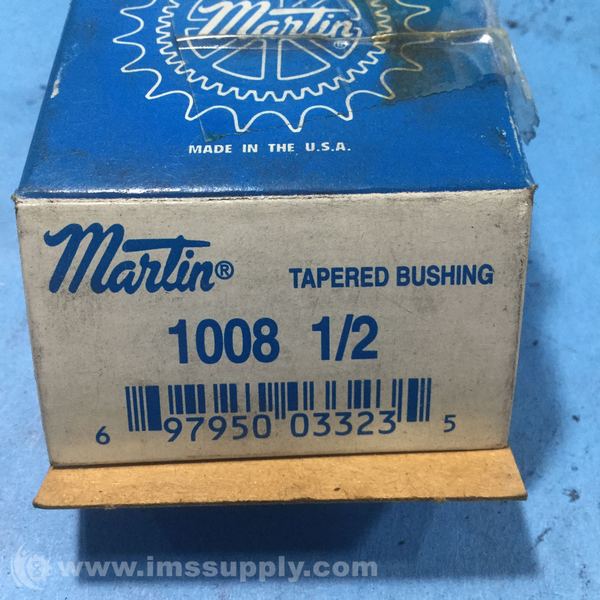 Martin
MADE IN THE U.S.A.
Martin® TAPERED BUSHING
1008 1/2
6 97950 03323 5
www.imssupply.com